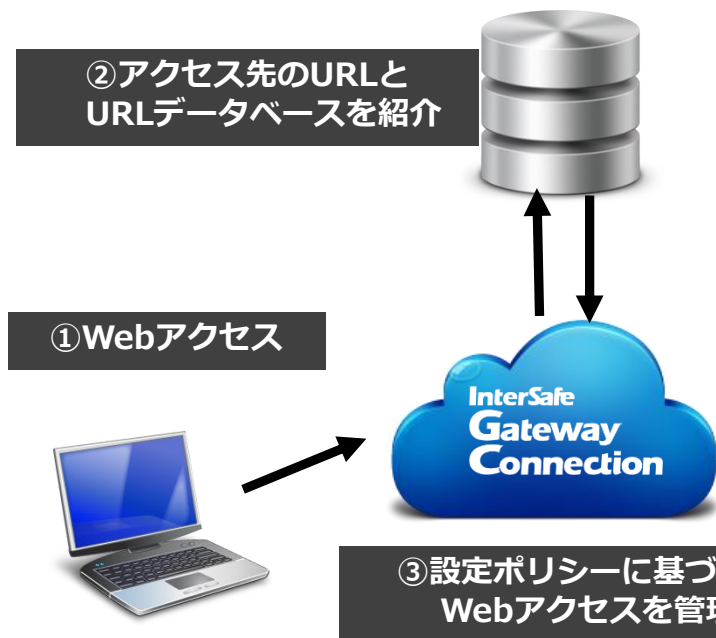 ②アクセス先のURLと
URLデータベースを紹介
①Webアクセス
InterSafe
Gateway
Connection
③設定ポリシーに基づ
Webアクセスを管理